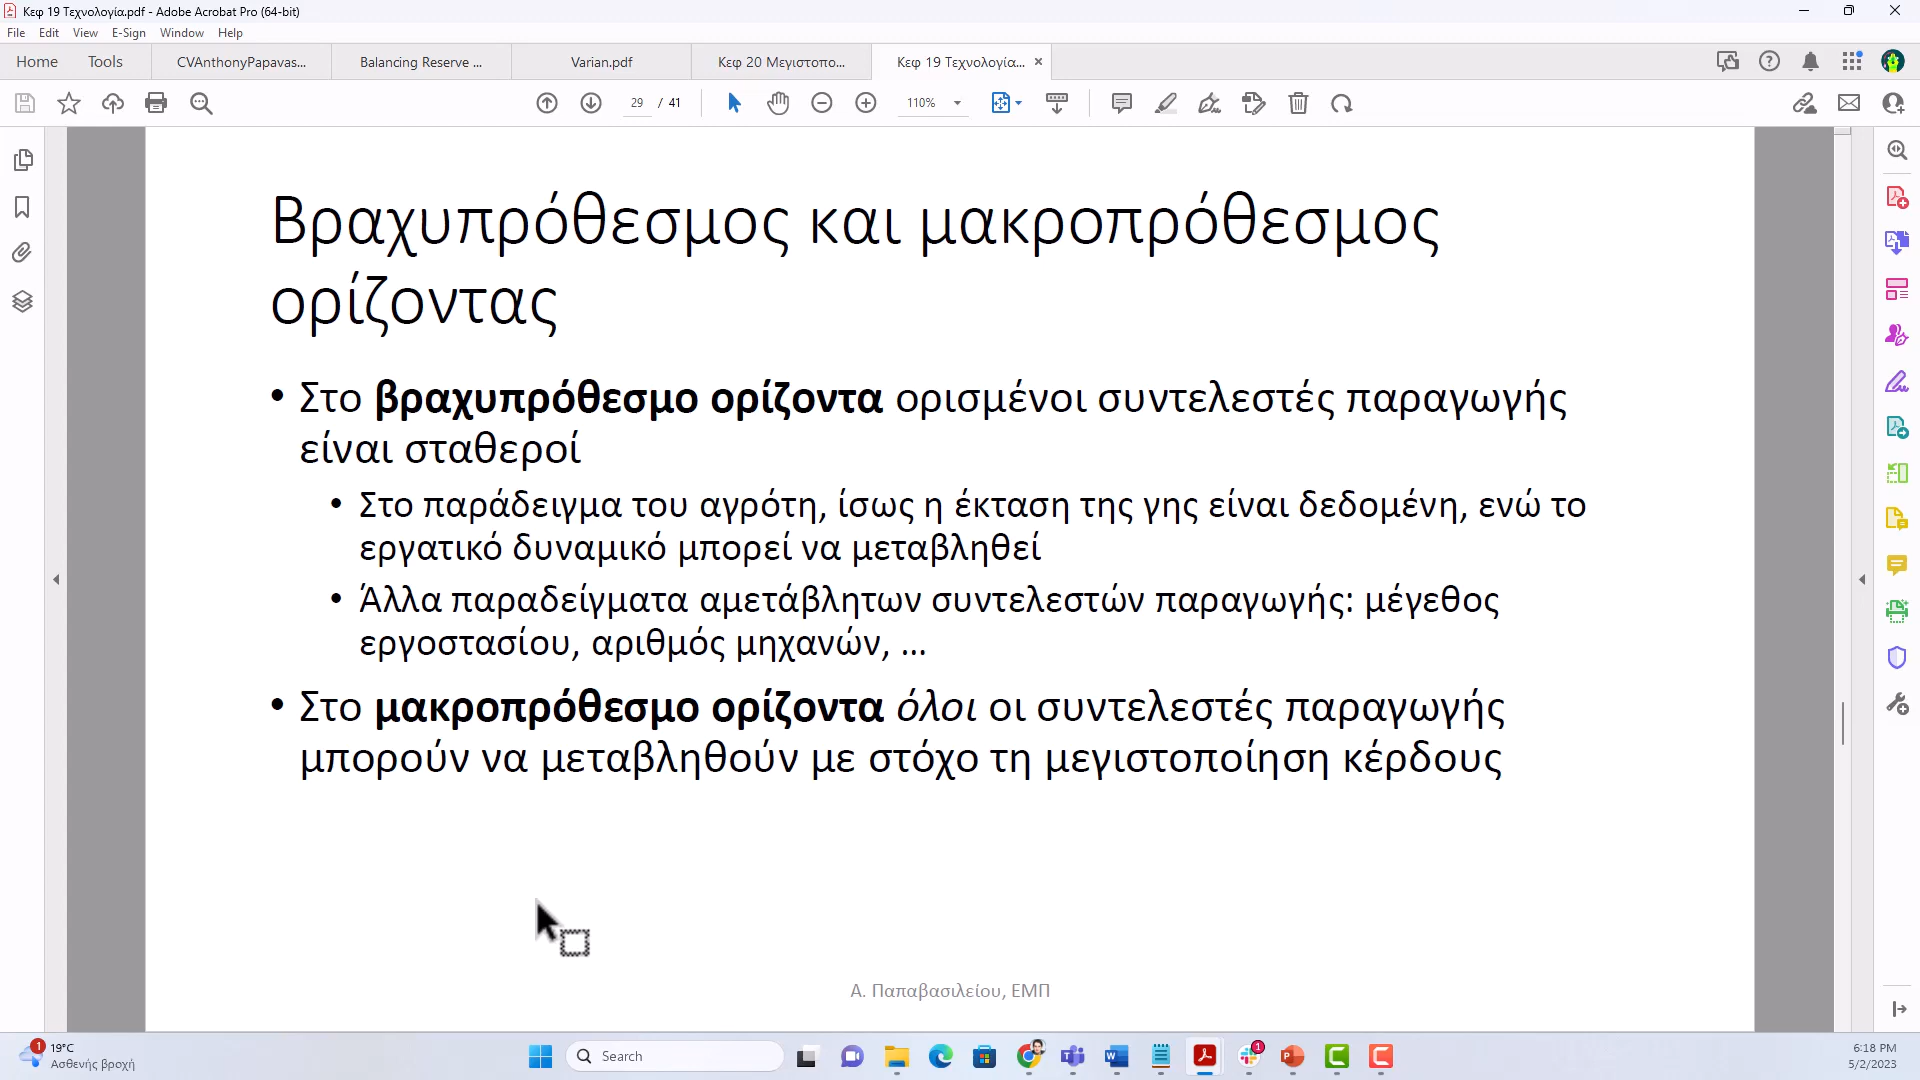 Κεφ 19 Τεχνολογία.pdf - Adobe Acrobat Pro (64-bit)
File Edit View E-Sign Window Help
Home Tools CVAnthonyPapavas... Balancing Reserve ... Varian.pdf Κεφ 20 Μεγιστοπο... Κεφ 19 Τεχνολογία... ×
29 / 41 110%
Βραχυπρόθεσμος και μακροπρόθεσμος
ορίζοντας
• Στο βραχυπρόθεσμο ορίζοντα ορισμένοι συντελεστές παραγωγής
είναι σταθεροί
• Στο παράδειγμα του αγρότη, ίσως η έκταση της γης είναι δεδομένη, ενώ το
εργατικό δυναμικό μπορεί να μεταβληθεί
• Άλλα παραδείγματα αμετάβλητων συντελεστών παραγωγής: μέγεθος
εργοστασίου, αριθμός μηχανών, ...
• Στο μακροπρόθεσμο ορίζοντα όλοι οι συντελεστές παραγωγής
μπορούν να μεταβληθούν με στόχο τη μεγιστοποίηση κέρδους
Α. Παπαβασιλείου, ΕΜΠ
1 19°C
Ασθενής βροχή
Search
1
6:18 PM
5/2/2023